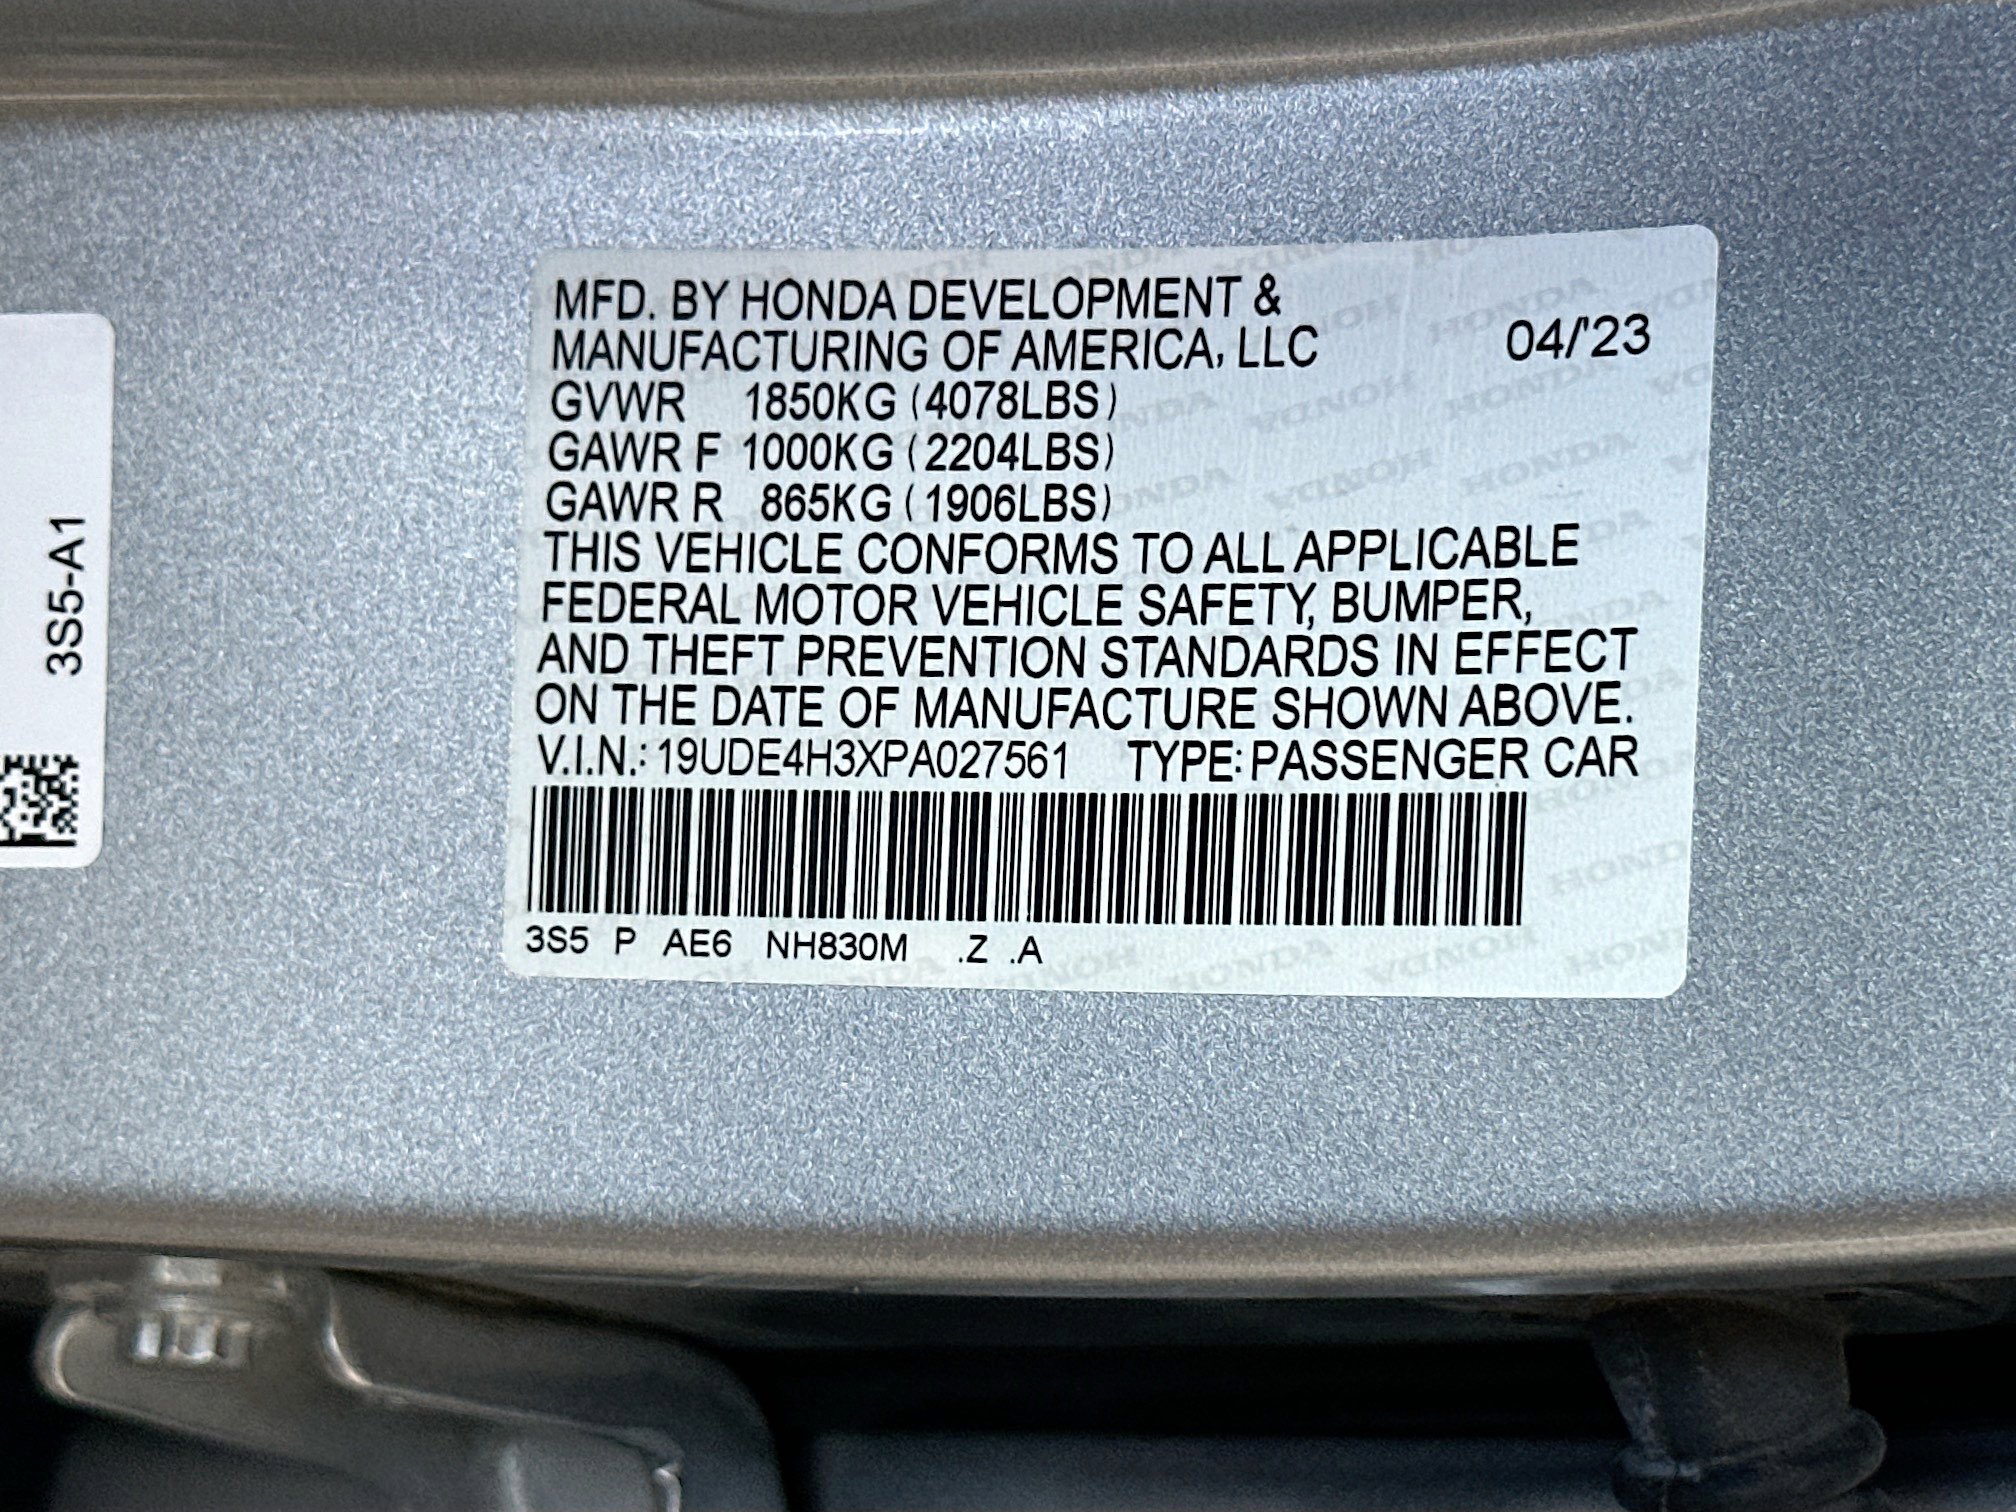 MFD. BY HONDA DEVELOPMENT &
MANUFACTURING OF AMERICA, LLC 04/'23
GVWR 1850KG (4078LBS)
GAWR F 1000KG (2204LBS)
GAWR R 865KG (1906LBS)
THIS VEHICLE CONFORMS TO ALL APPLICABLE
FEDERAL MOTOR VEHICLE SAFETY, BUMPER,
AND THEFT PREVENTION STANDARDS IN EFFECT
ON THE DATE OF MANUFACTURE SHOWN ABOVE.
V.I.N.: 19UDE4H3XPA027561 TYPE: PASSENGER CAR
3S5 P AE6 NH830M .Z .A
3S5-A1